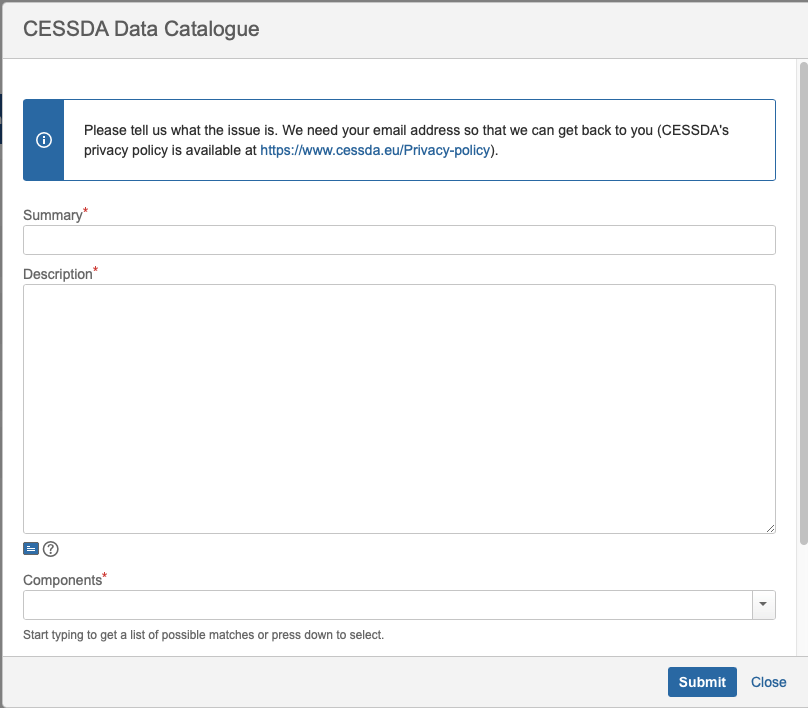 CESSDA Data Catalogue
Please tell us what the issue is. We need your email address so that we can get back to you (CESSDA's
privacy policy is available at https://www.cessda.eu/Privacy-policy).
Summary*
Description*
Components*
Start typing to get a list of possible matches or press down to select.
Submit Close